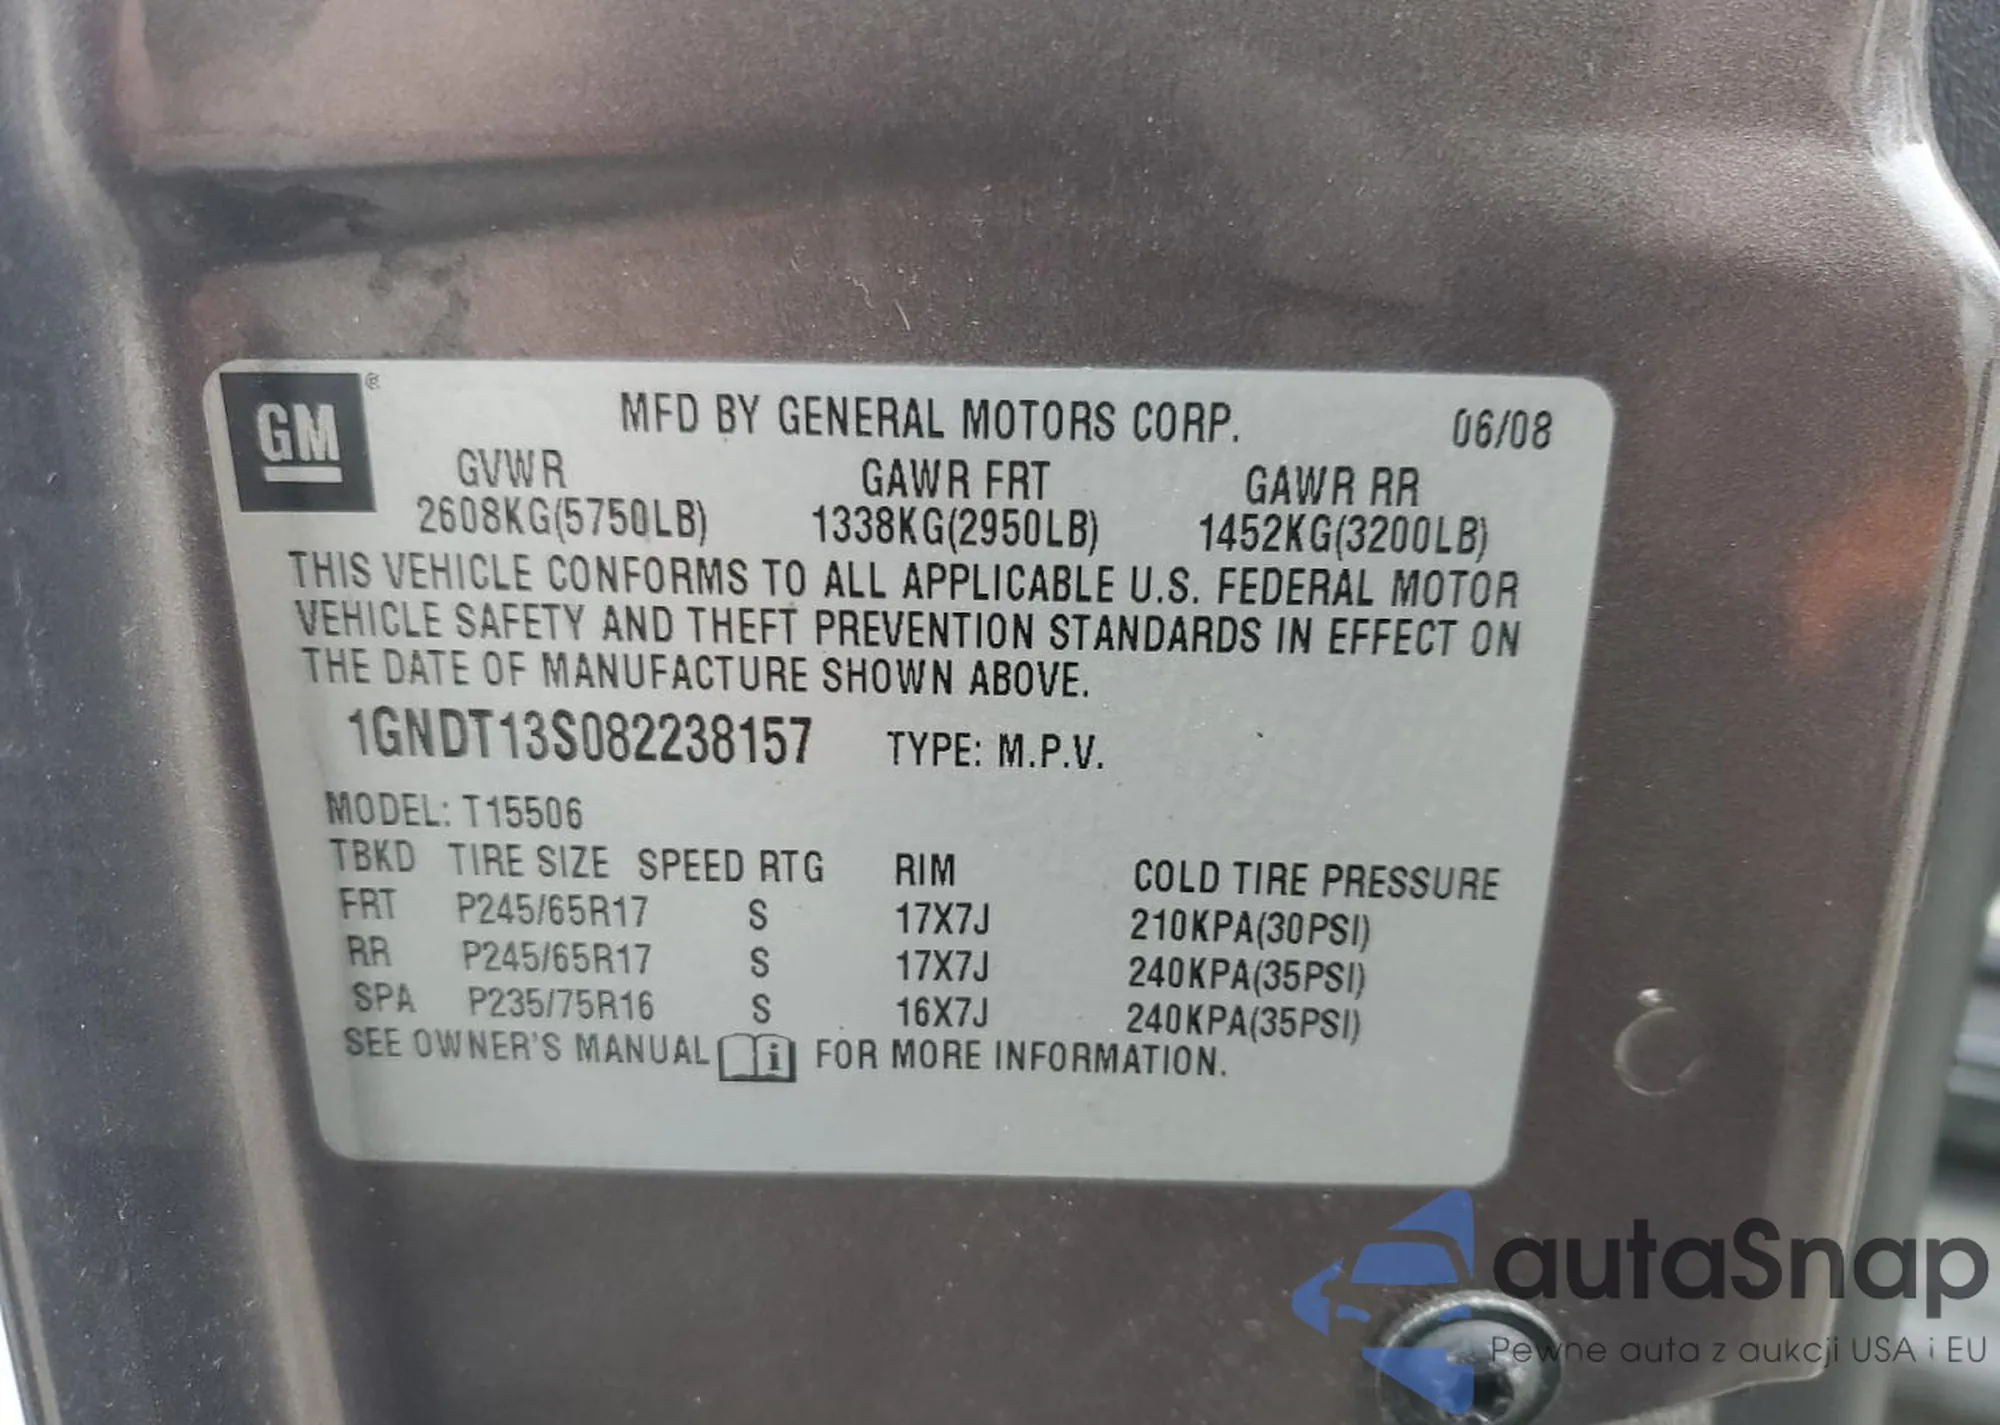 GM ®
MFD BY GENERAL MOTORS CORP. 06/08
GVWR GAWR FRT GAWR RR
2608KG(5750LB) 1338KG(2950LB) 1452KG(3200LB)
THIS VEHICLE CONFORMS TO ALL APPLICABLE U.S. FEDERAL MOTOR
VEHICLE SAFETY AND THEFT PREVENTION STANDARDS IN EFFECT ON
THE DATE OF MANUFACTURE SHOWN ABOVE.
1GNDT13S082238157 TYPE: M.P.V.
MODEL: T15506
TBKD TIRE SIZE SPEED RTG RIM COLD TIRE PRESSURE
FRT P245/65R17 S 17X7J 210KPA(30PSI)
RR P245/65R17 S 17X7J 240KPA(35PSI)
SPA P235/75R16 S 16X7J 240KPA(35PSI)
SEE OWNER'S MANUAL i FOR MORE INFORMATION.
autaSnap
Pewne auta z aukcji USA i EU